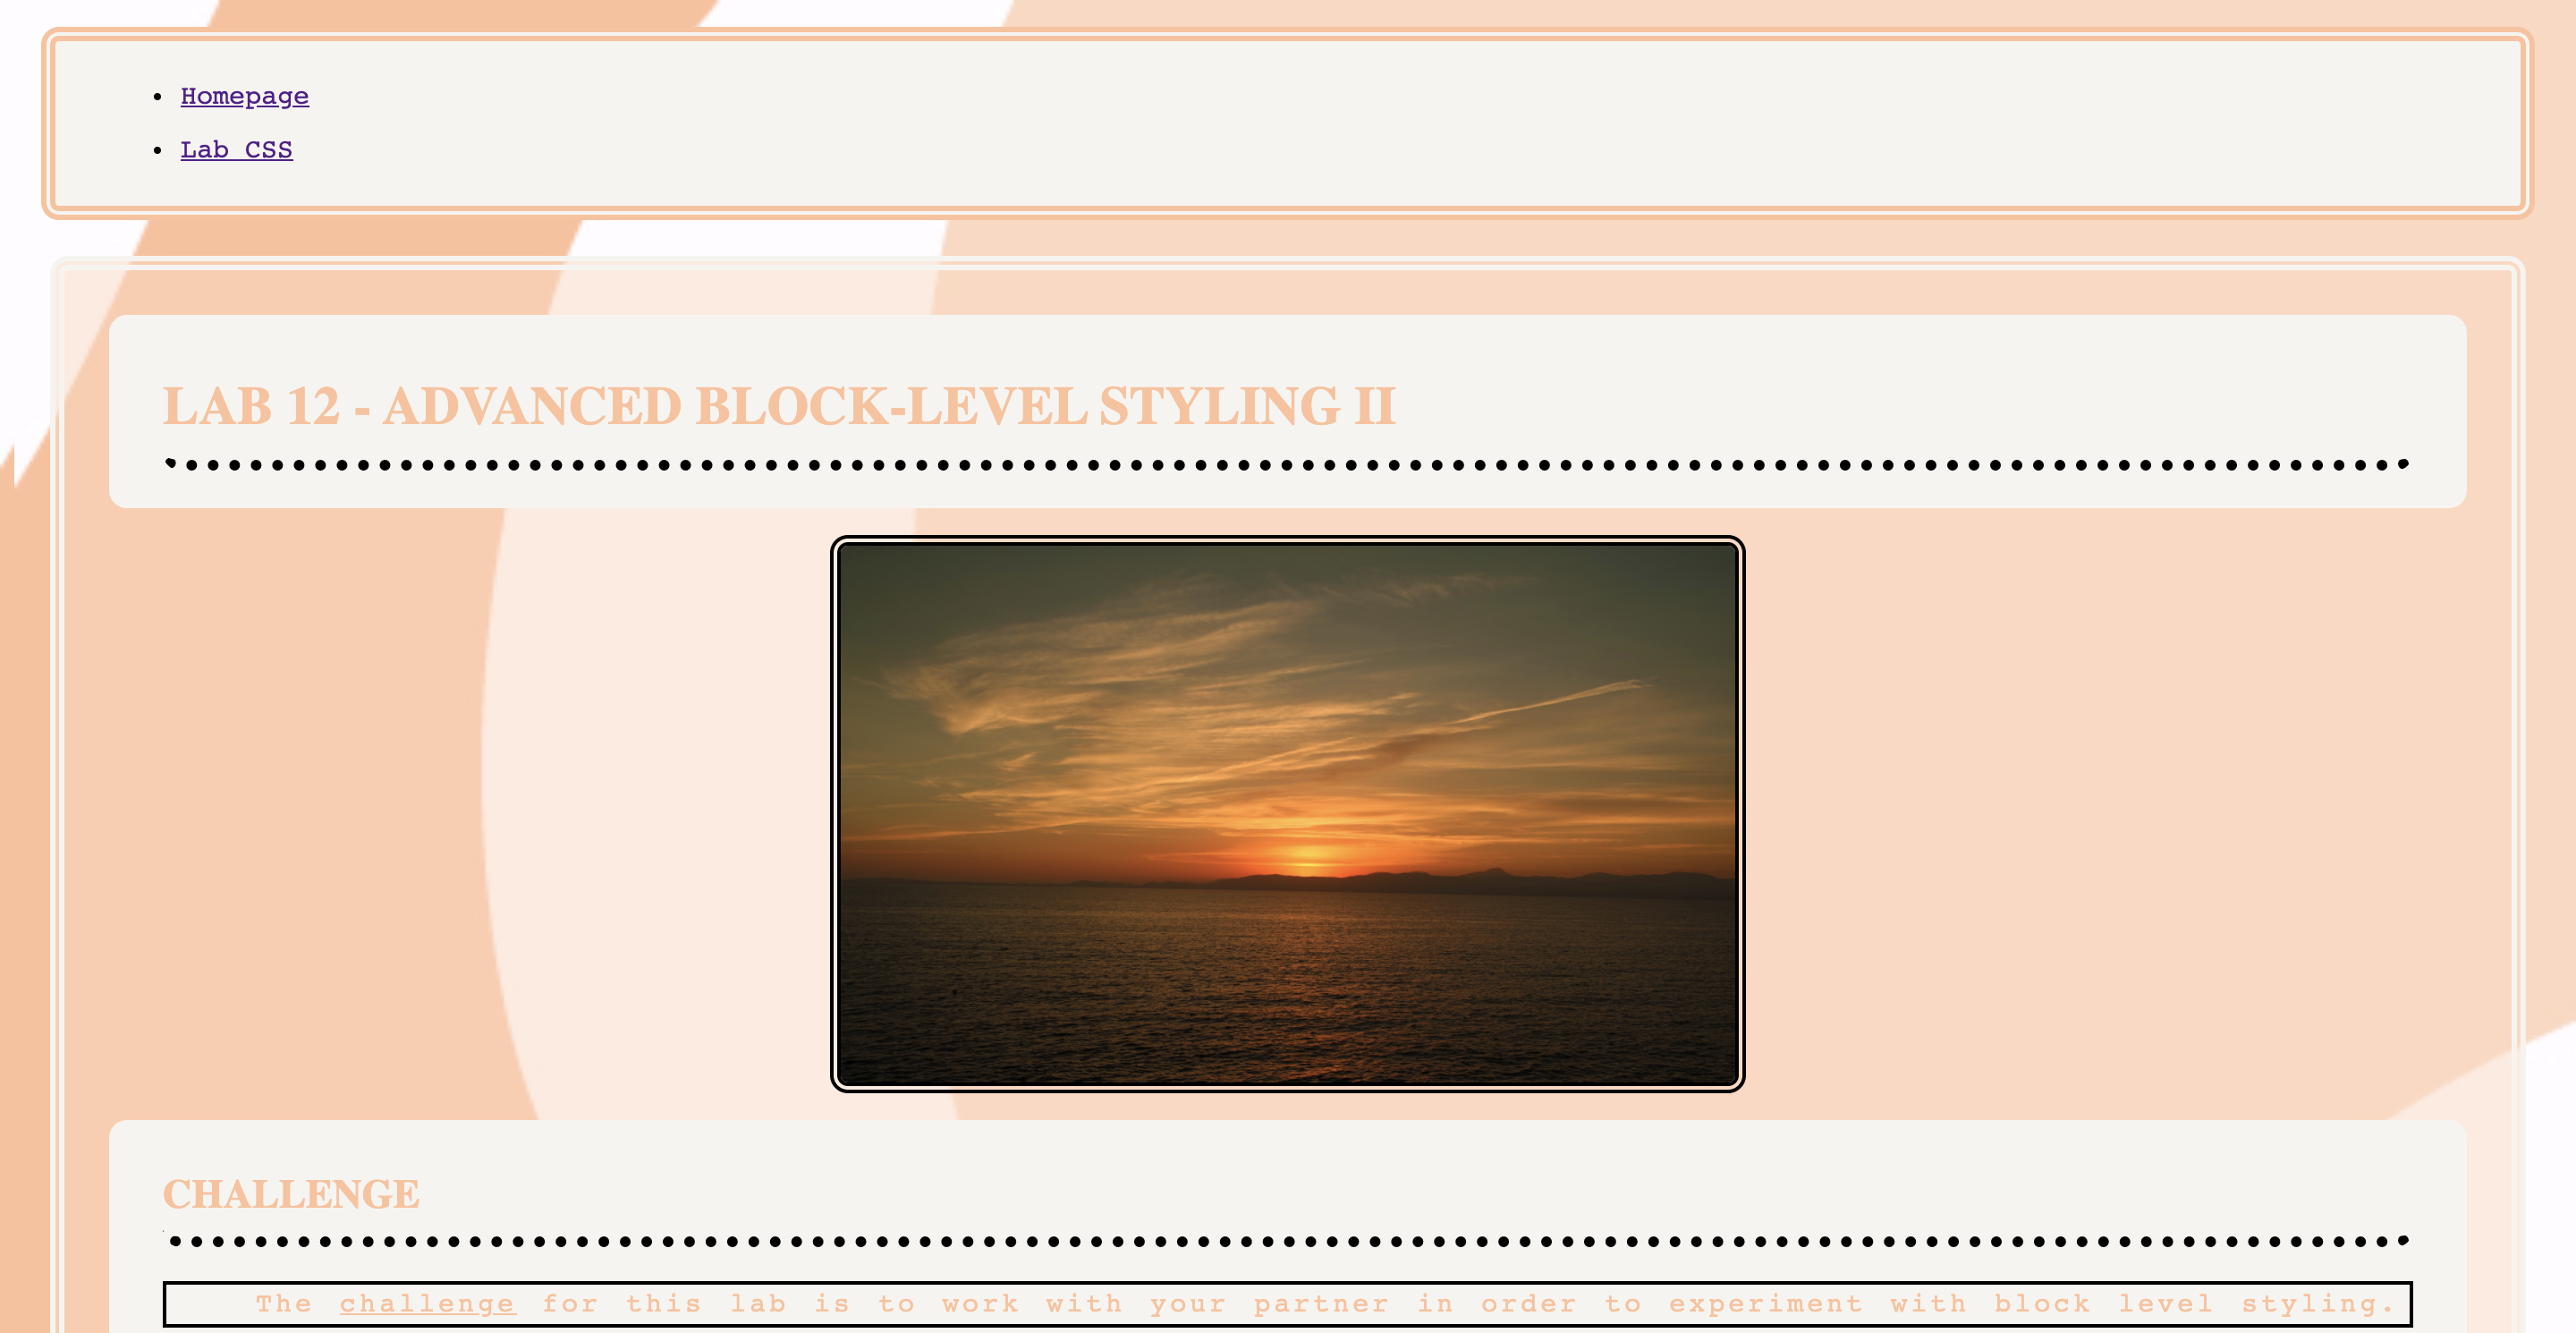 Homepage
Lab CSS
LAB 12 - ADVANCED BLOCK-LEVEL STYLING II
CHALLENGE
The challenge for this lab is to work with your partner in order to experiment with block level styling.